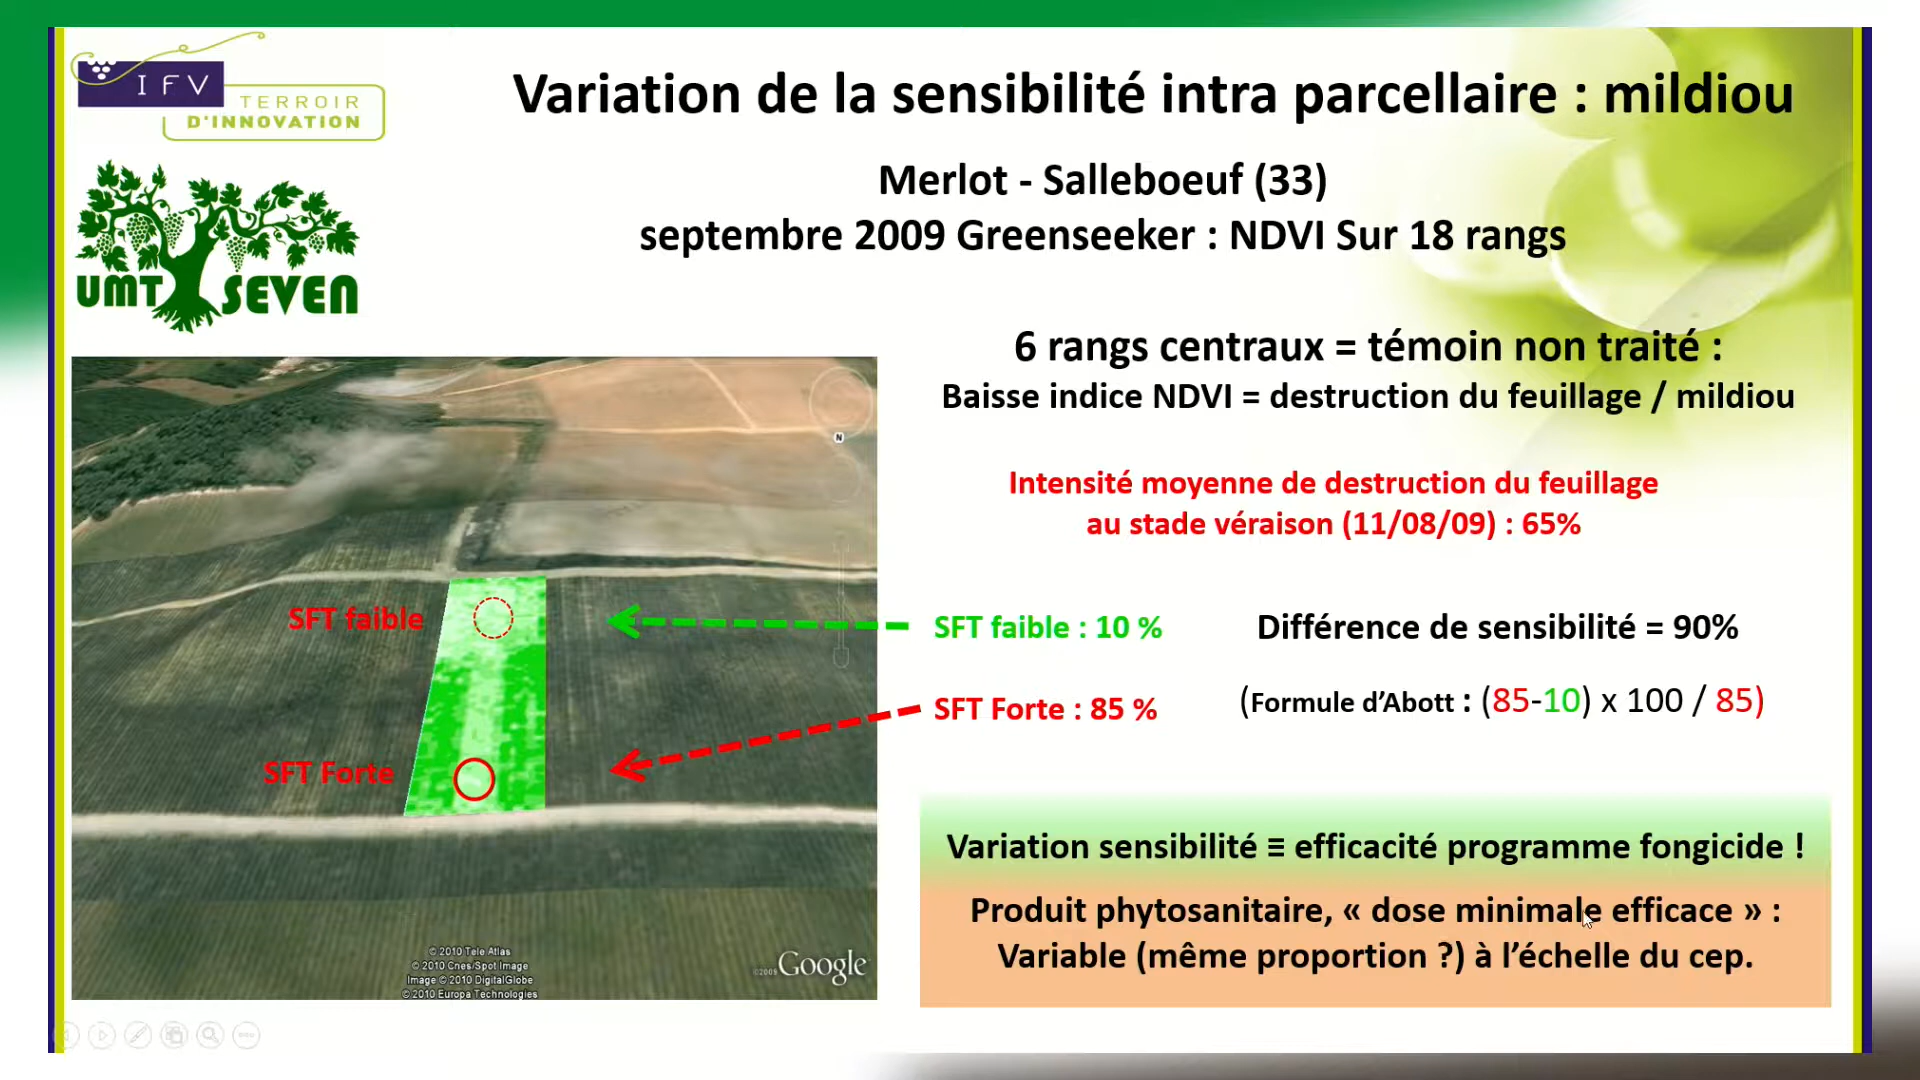 IFV
TERROIR
D'INNOVATION
UMT SEVEN
Variation de la sensibilité intra parcellaire : mildiou
Merlot - Salleboeuf (33)
septembre 2009 Greenseeker : NDVI Sur 18 rangs
6 rangs centraux = témoin non traité :
Baisse indice NDVI = destruction du feuillage / mildiou
Intensité moyenne de destruction du feuillage
au stade véraison (11/08/09) : 65%
N
SFT faible
SFT Forte
SFT faible : 10 %
Différence de sensibilité = 90%
SFT Forte : 85 %
(Formule d'Abott : (85-10) x 100 / 85)
Variation sensibilité ≡ efficacité programme fongicide !
Produit phytosanitaire, « dose minimale efficace » :
Variable (même proportion ?) à l'échelle du cep.
© 2010 Tele Atlas
© 2010 Cnes/Spot Image
Image © 2010 DigitalGlobe
© 2010 Europa Technologies
©2009 Google